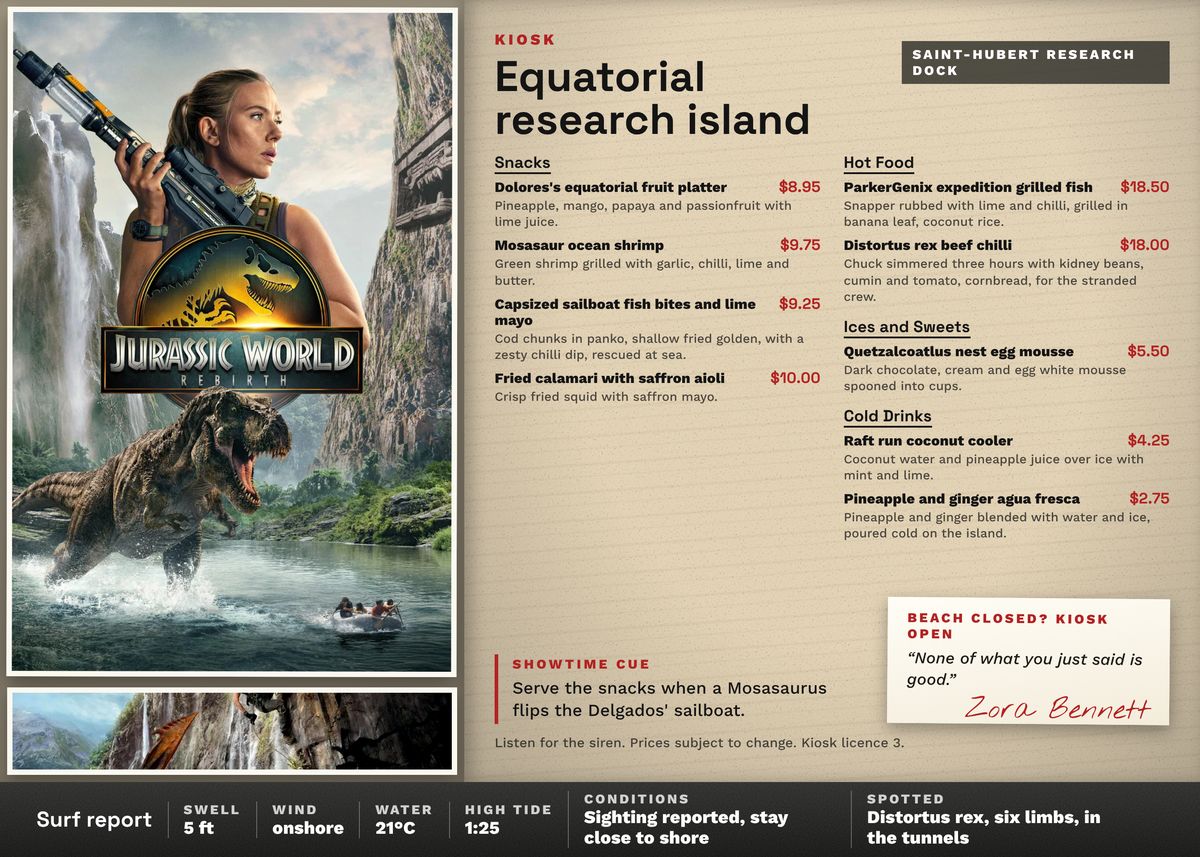 JURASSIC WORLD
REBIRTH
KIOSK
Equatorial
research island
SAINT-HUBERT RESEARCH
DOCK
Snacks
Dolores's equatorial fruit platter $8.95
Pineapple, mango, papaya and passionfruit with
lime juice.
Mosasaur ocean shrimp $9.75
Green shrimp grilled with garlic, chilli, lime and
butter.
Capsized sailboat fish bites and lime $9.25
mayo
Cod chunks in panko, shallow fried golden, with a
zesty chilli dip, rescued at sea.
Fried calamari with saffron aioli $10.00
Crisp fried squid with saffron mayo.
Hot Food
ParkerGenix expedition grilled fish $18.50
Snapper rubbed with lime and chilli, grilled in
banana leaf, coconut rice.
Distortus rex beef chilli $18.00
Chuck simmered three hours with kidney beans,
cumin and tomato, cornbread, for the stranded
crew.
Ices and Sweets
Quetzalcoatlus nest egg mousse $5.50
Dark chocolate, cream and egg white mousse
spooned into cups.
Cold Drinks
Raft run coconut cooler $4.25
Coconut water and pineapple juice over ice with
mint and lime.
Pineapple and ginger agua fresca $2.75
Pineapple and ginger blended with water and ice,
poured cold on the island.
SHOWTIME CUE
Serve the snacks when a Mosasaurus
flips the Delgados' sailboat.
BEACH CLOSED? KIOSK
OPEN
“None of what you just said is
good.”
Zora Bennett
Listen for the siren. Prices subject to change. Kiosk licence 3.
Surf report
SWELL
5 ft
WIND
onshore
WATER
21°C
HIGH TIDE
1:25
CONDITIONS
Sighting reported, stay
close to shore
SPOTTED
Distortus rex, six limbs, in
the tunnels